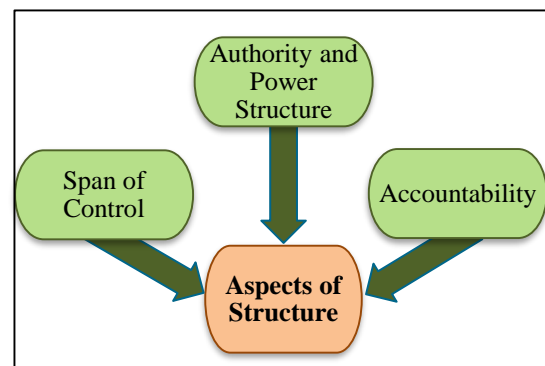 Authority and
Power
Structure
Span of
Control
Accountability
Aspects of
Structure